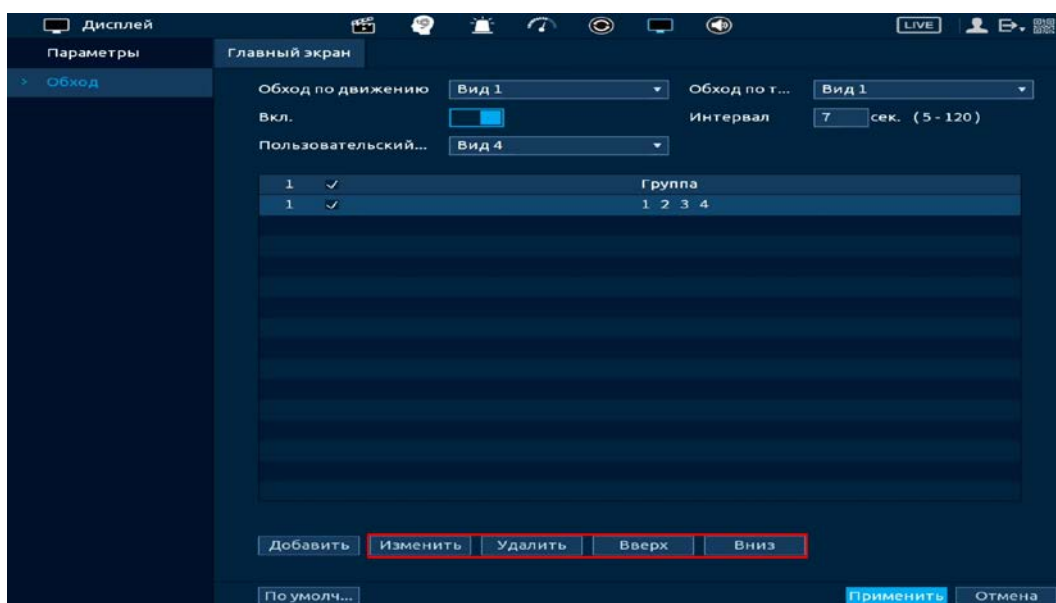 Дисплей LIVE
Параметры Главный экран
> Обход
Обход по движению Вид 1 Обход по т... Вид 1
Вкл. Интервал 7 сек. (5-120)
Пользовательский... Вид 4
1 Группа
1 1 2 3 4
Добавить Изменить Удалить Вверх Вниз
По умолч... Применить Отмена